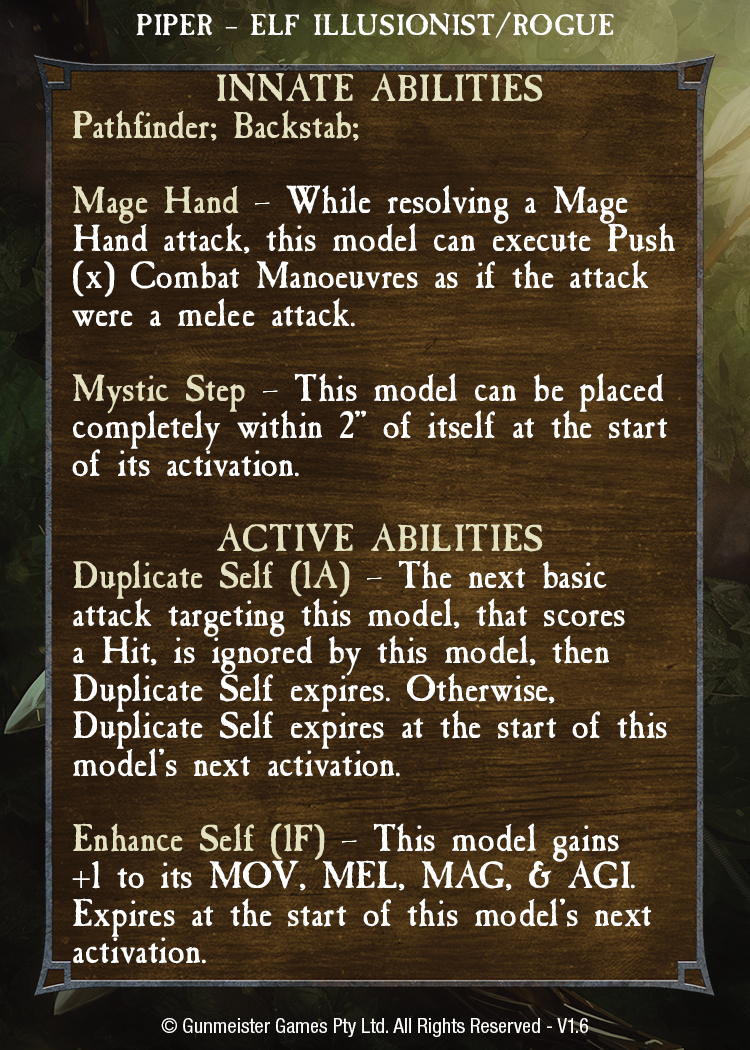 PIPER – ELF ILLUSIONIST/ROGUE
INNATE ABILITIES
Pathfinder; Backstab;
Mage Hand – While resolving a Mage
Hand attack, this model can execute Push
(x) Combat Manoeuvres as if the attack
were a melee attack.
Mystic Step – This model can be placed
completely within 2” of itself at the start
of its activation.
ACTIVE ABILITIES
Duplicate Self (1A) – The next basic
attack targeting this model, that scores
a Hit, is ignored by this model, then
Duplicate Self expires. Otherwise,
Duplicate Self expires at the start of this
model’s next activation.
Enhance Self (1F) – This model gains
+1 to its MOV, MEL, MAG, & AGI.
Expires at the start of this model’s next
activation.
© Gunmeister Games Pty Ltd. All Rights Reserved - V1.6